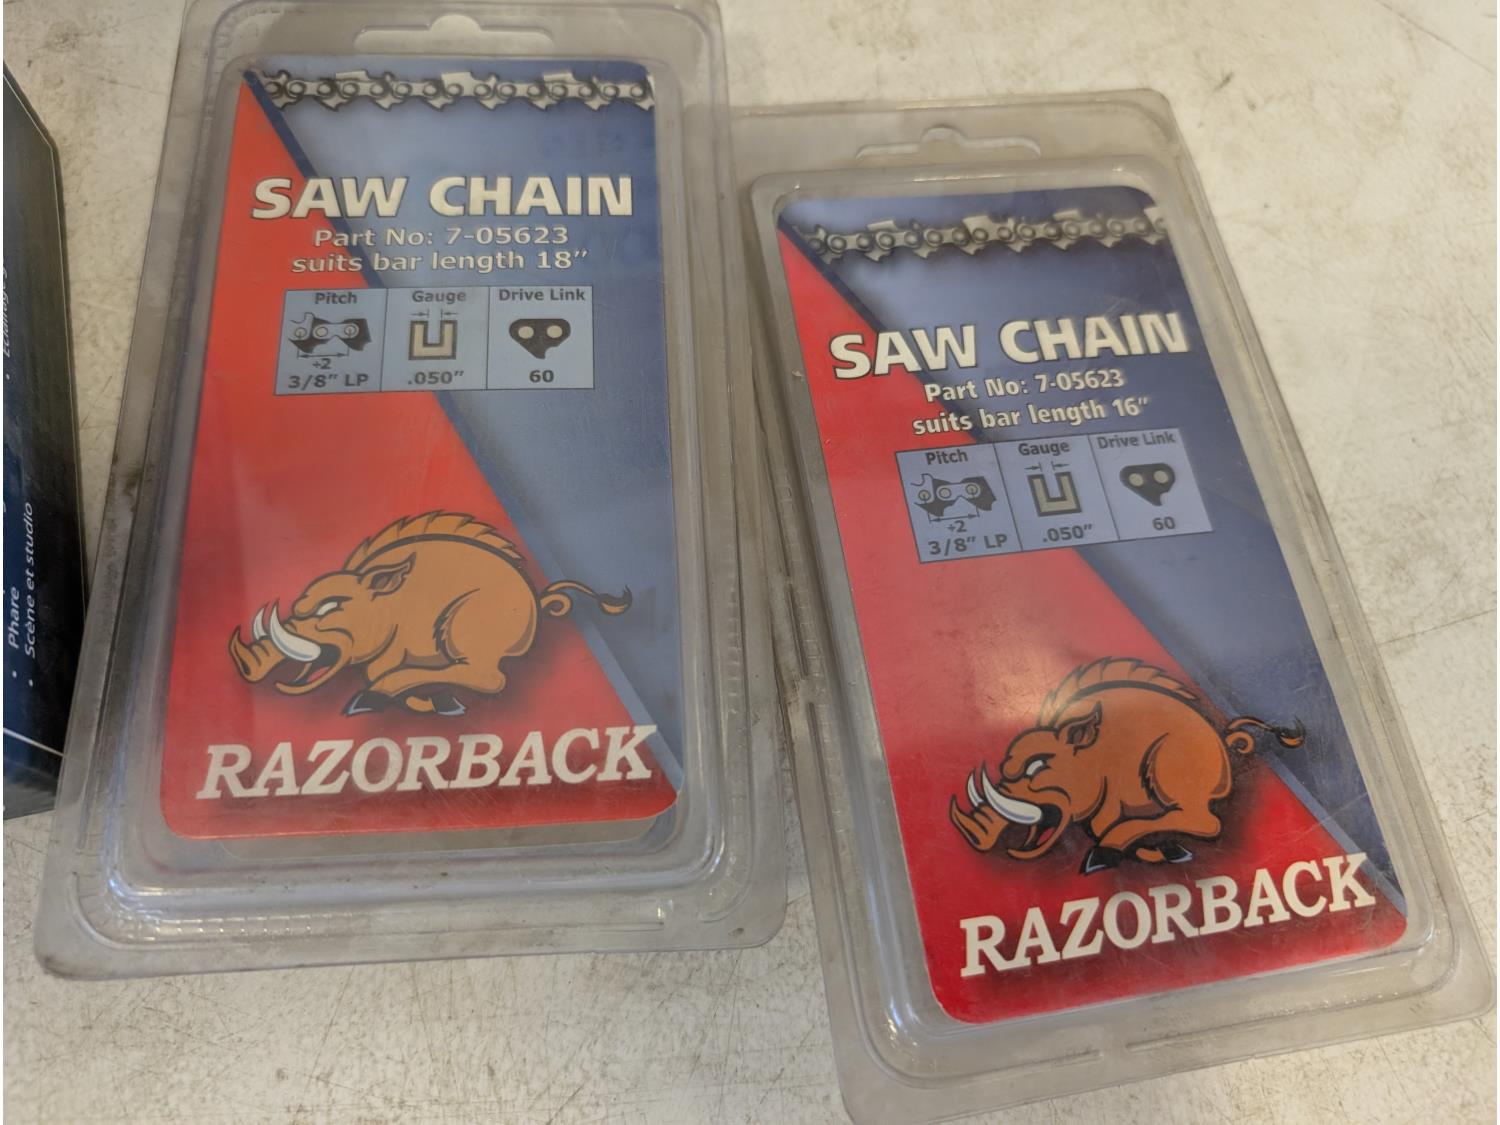 SAW CHAIN
Part No: 7-05623
suits bar length 18"
Pitch Gauge Drive Link
÷2
3/8" LP .050" 60
RAZORBACK
SAW CHAIN
Part No: 7-05623
suits bar length 16"
Pitch Gauge Drive Link
÷2
3/8" LP .050" 60
RAZORBACK
• Phare
• Scène et studio